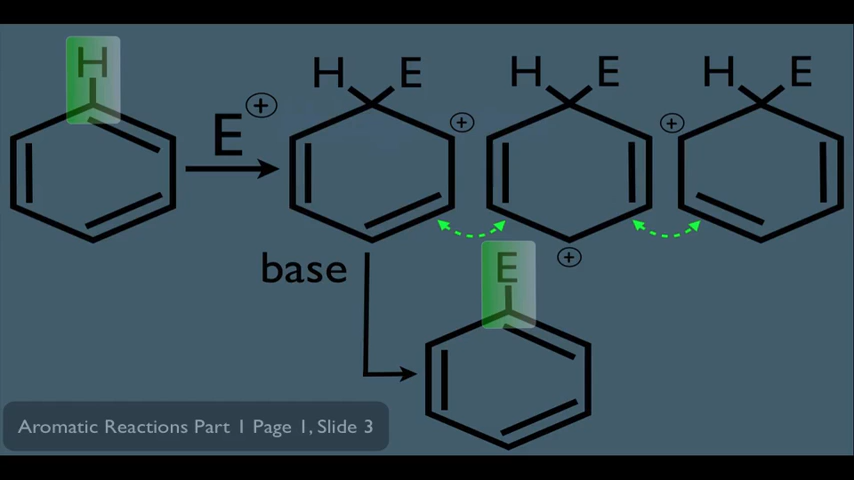 H
E
+
H E
+
H E
+
H E
+
base
E
Aromatic Reactions Part 1 Page 1, Slide 3